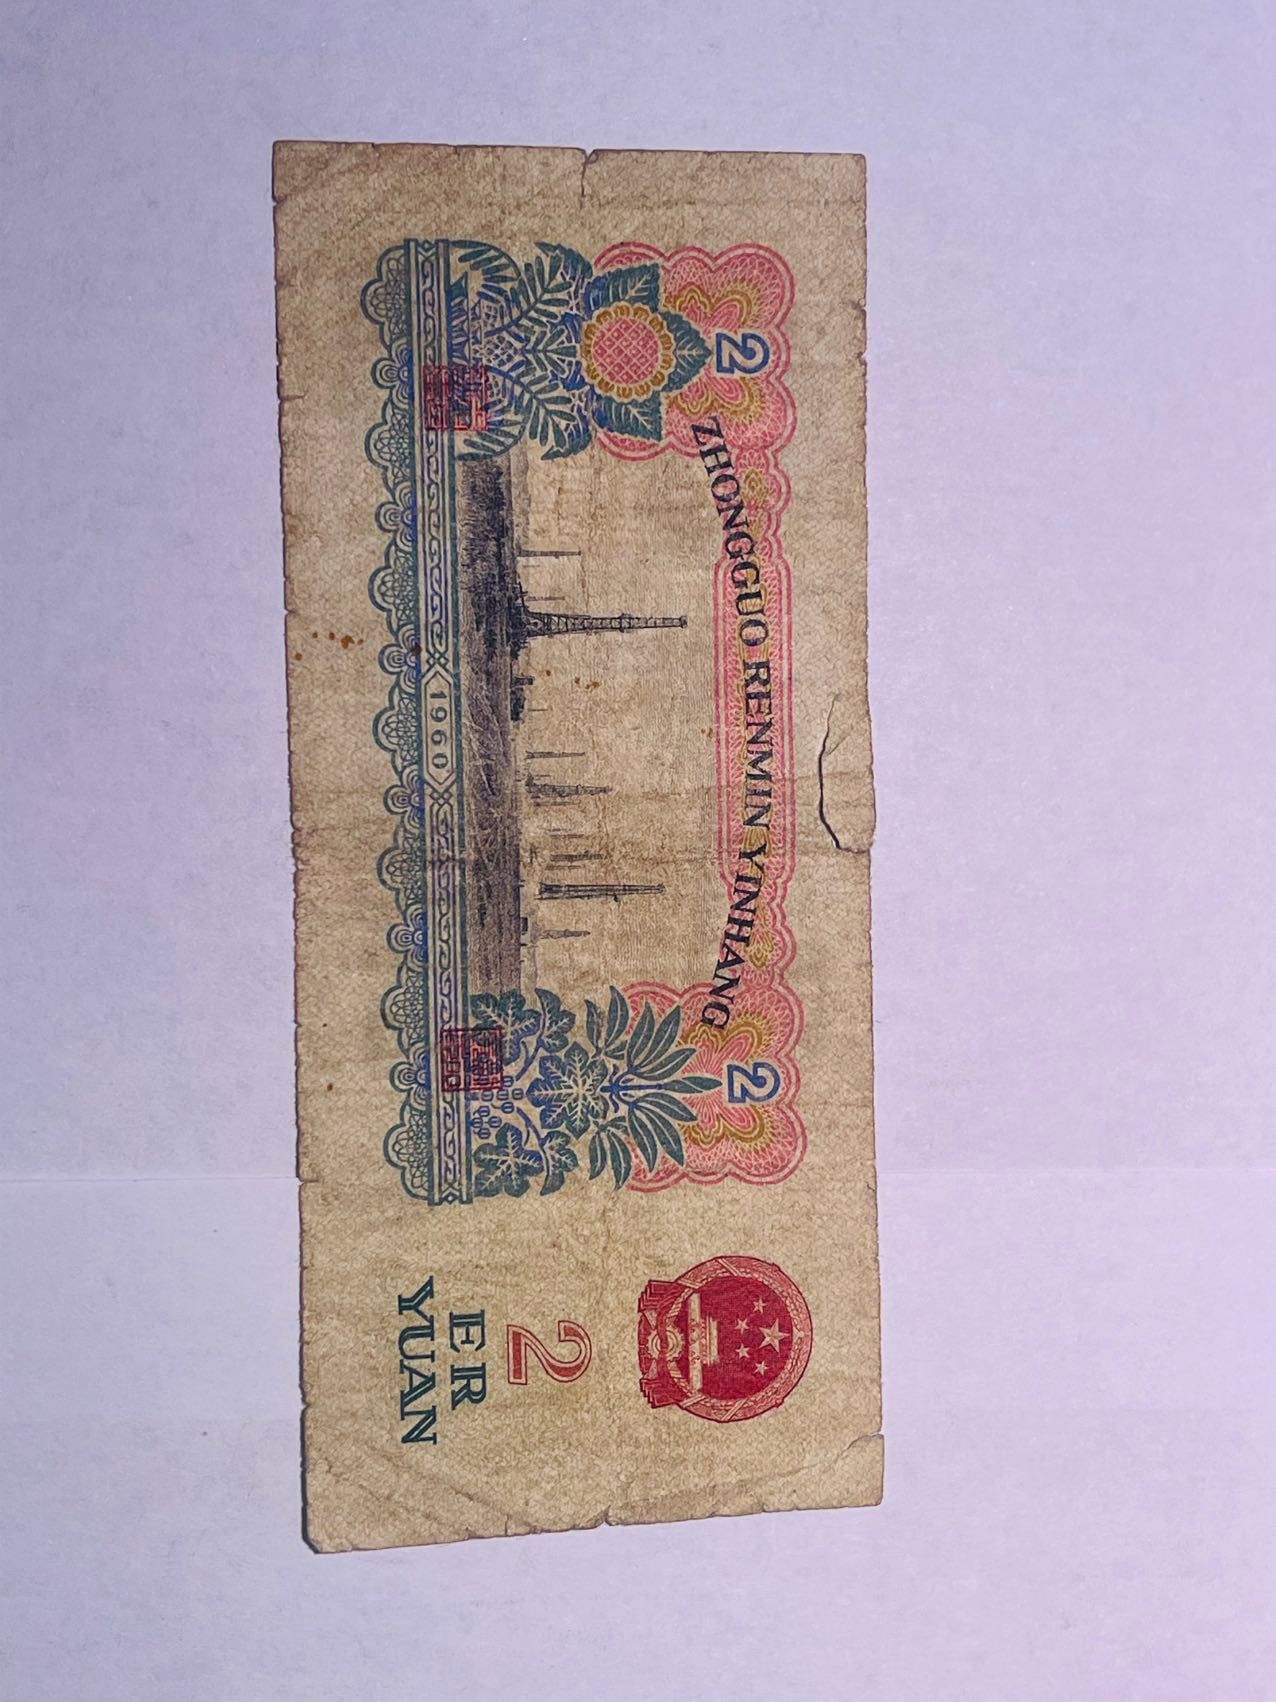 ZHONGGUO RENMIN YINHANG
2
2
1960
2
ER
YUAN